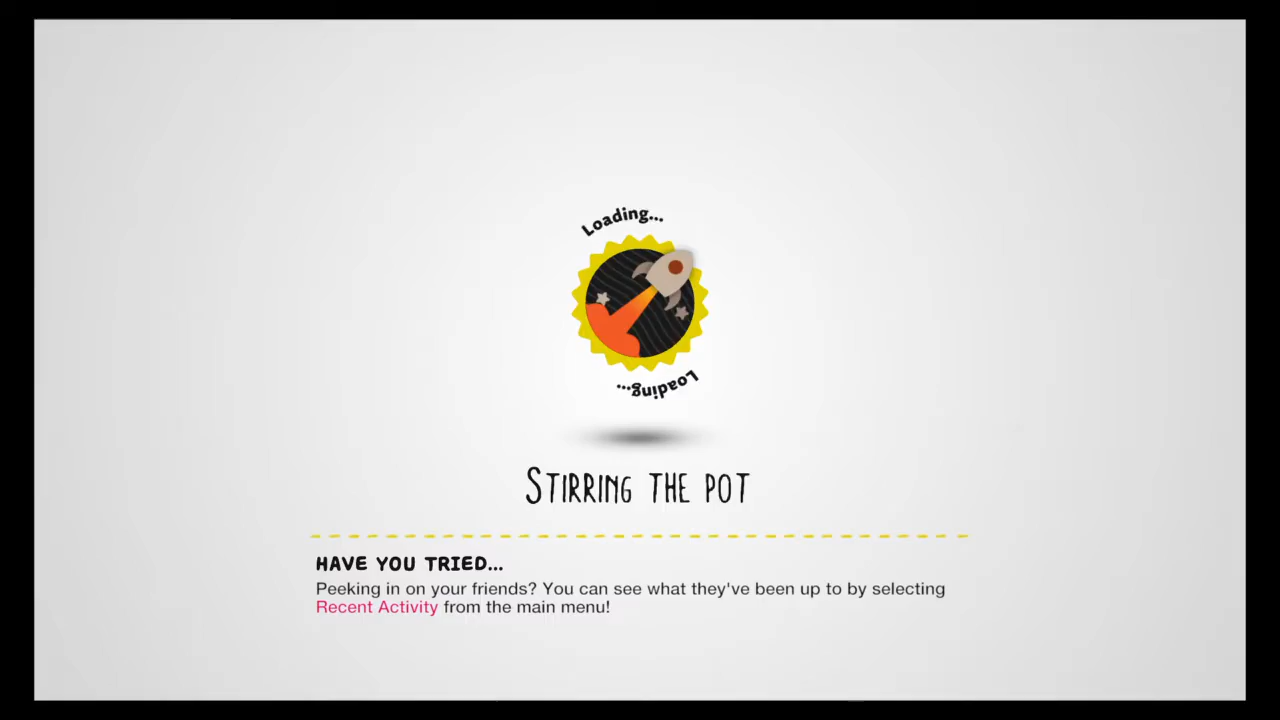 Loading...
Loading...
STIRRING THE POT
HAVE YOU TRIED...
Peeking in on your friends? You can see what they've been up to by selecting
Recent Activity from the main menu!